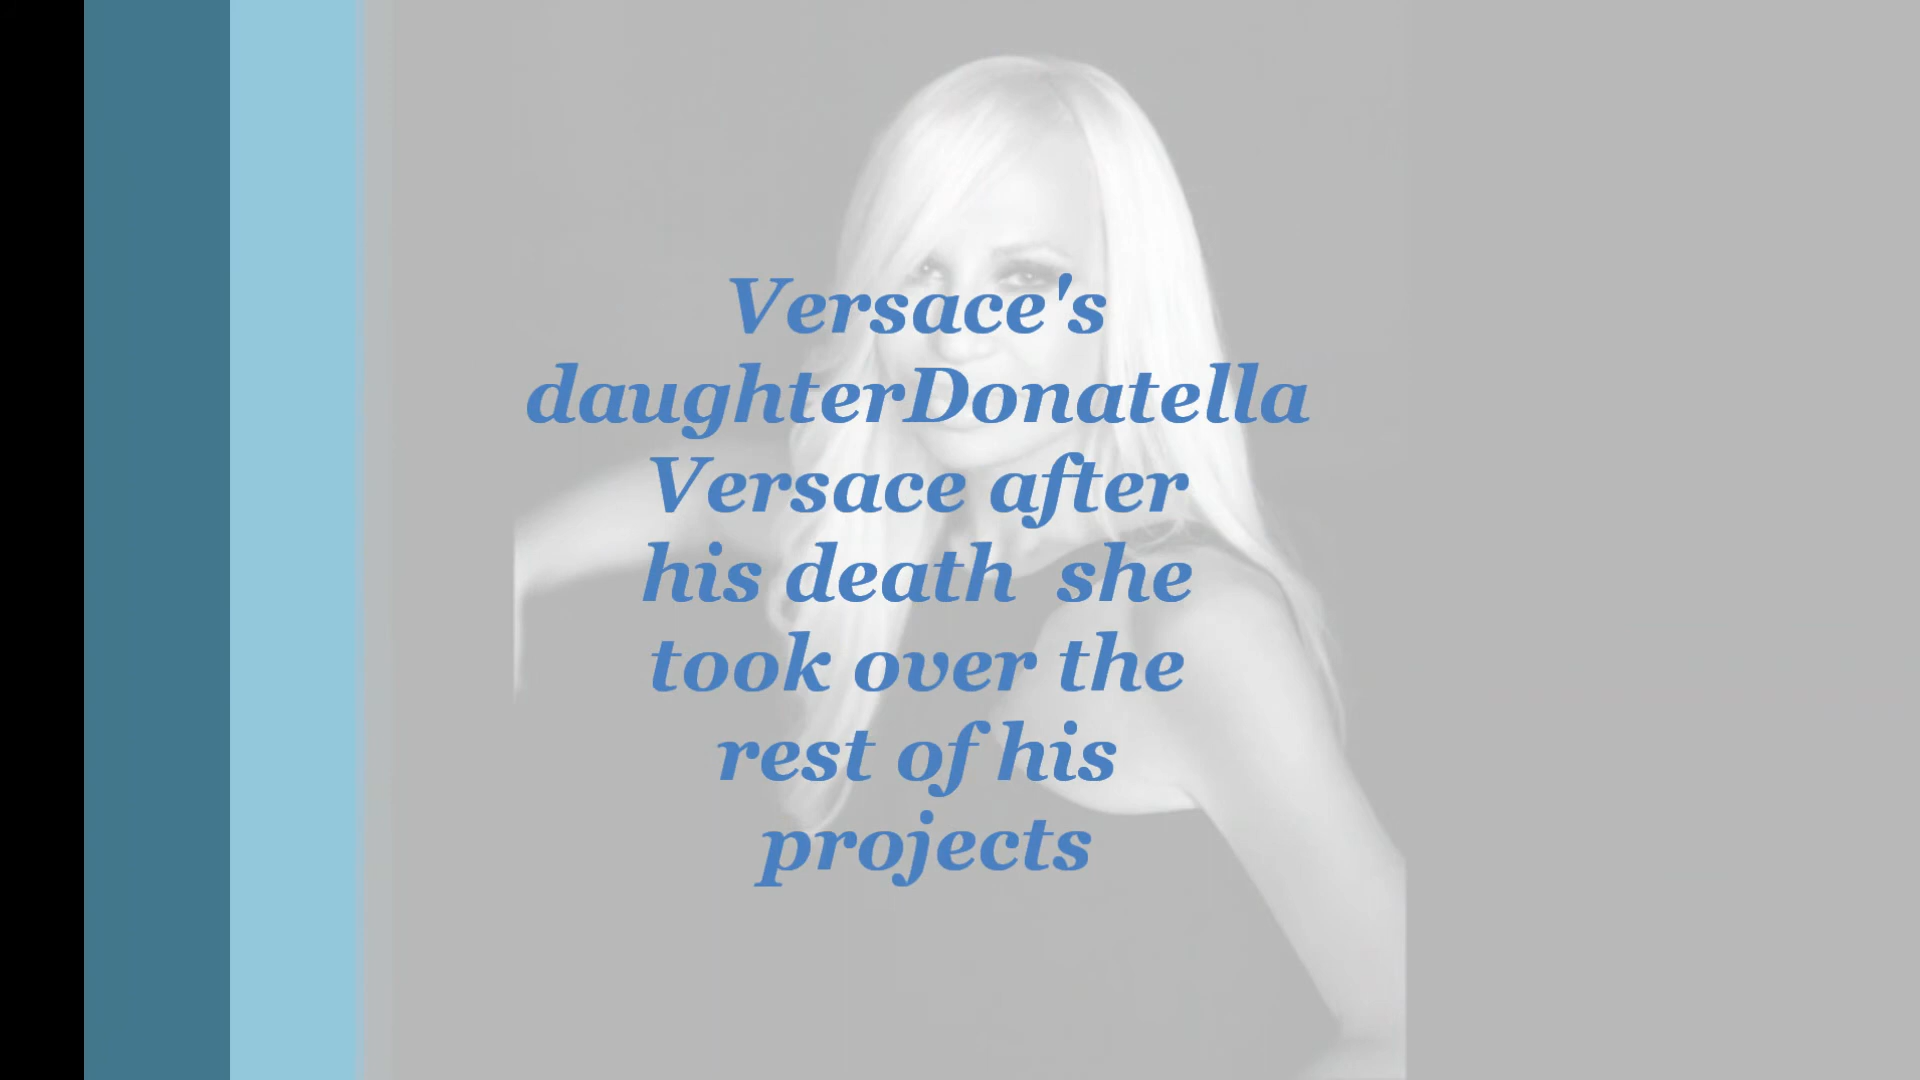 Versace's
daughterDonatella
Versace after
his death  she
took over the
rest of his
projects